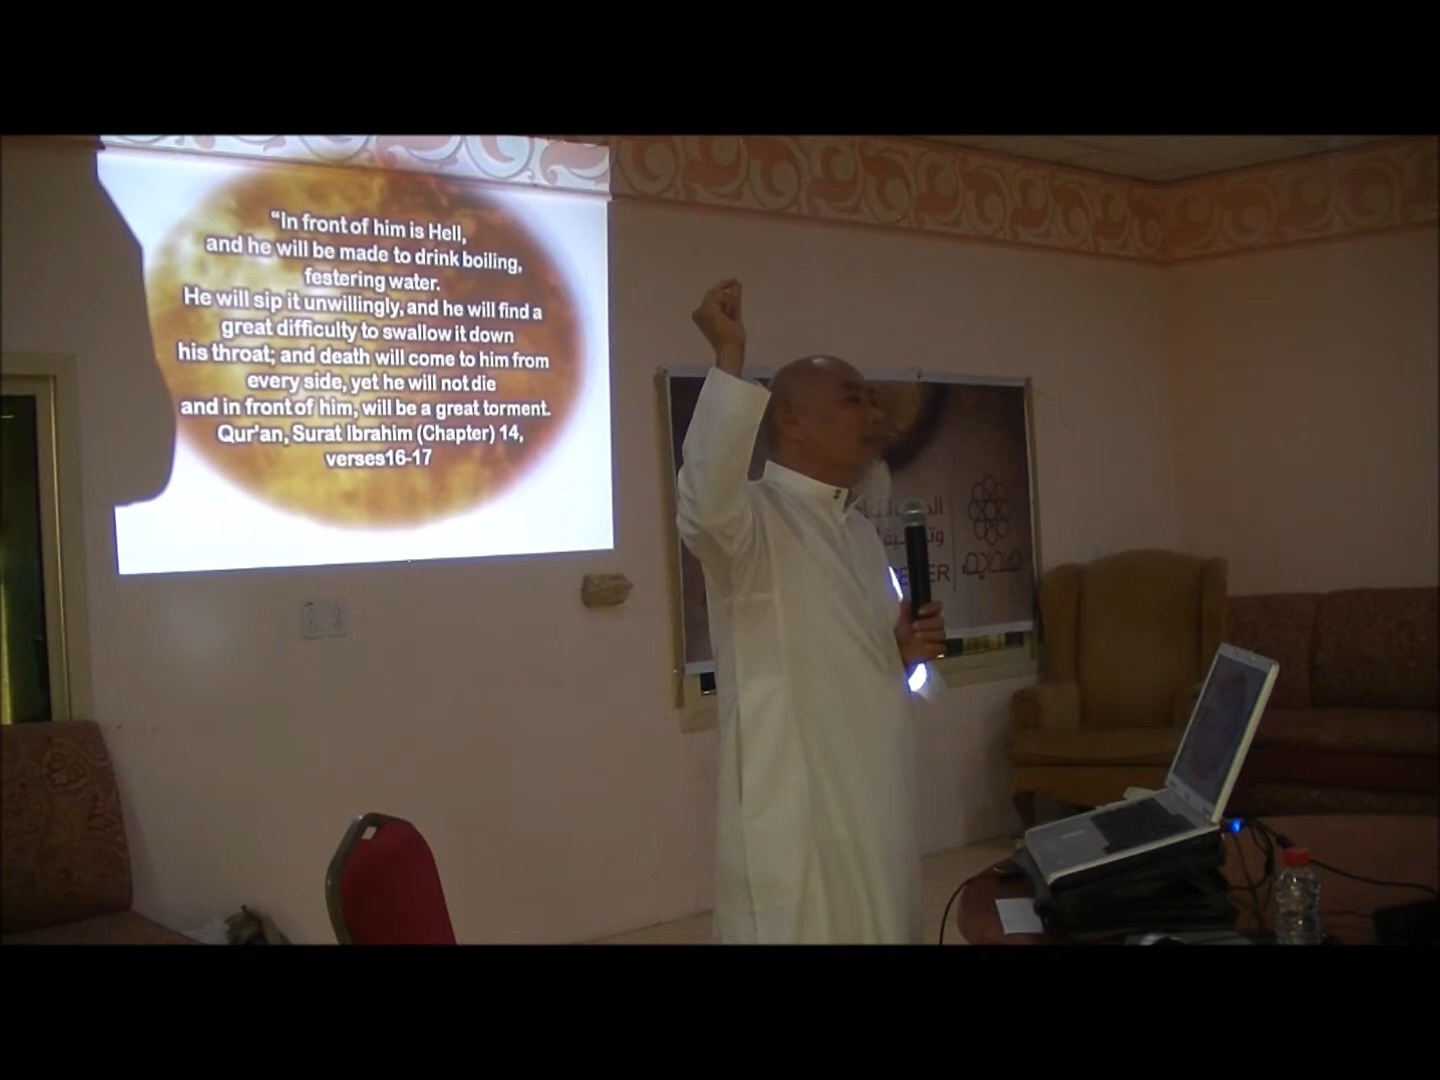 “In front of him is Hell,
and he will be made to drink boiling,
festering water.
He will sip it unwillingly, and he will find a
great difficulty to swallow it down
his throat; and death will come to him from
every side, yet he will not die
and in front of him, will be a great torment.
Qur'an, Surat Ibrahim (Chapter) 14,
verses16-17